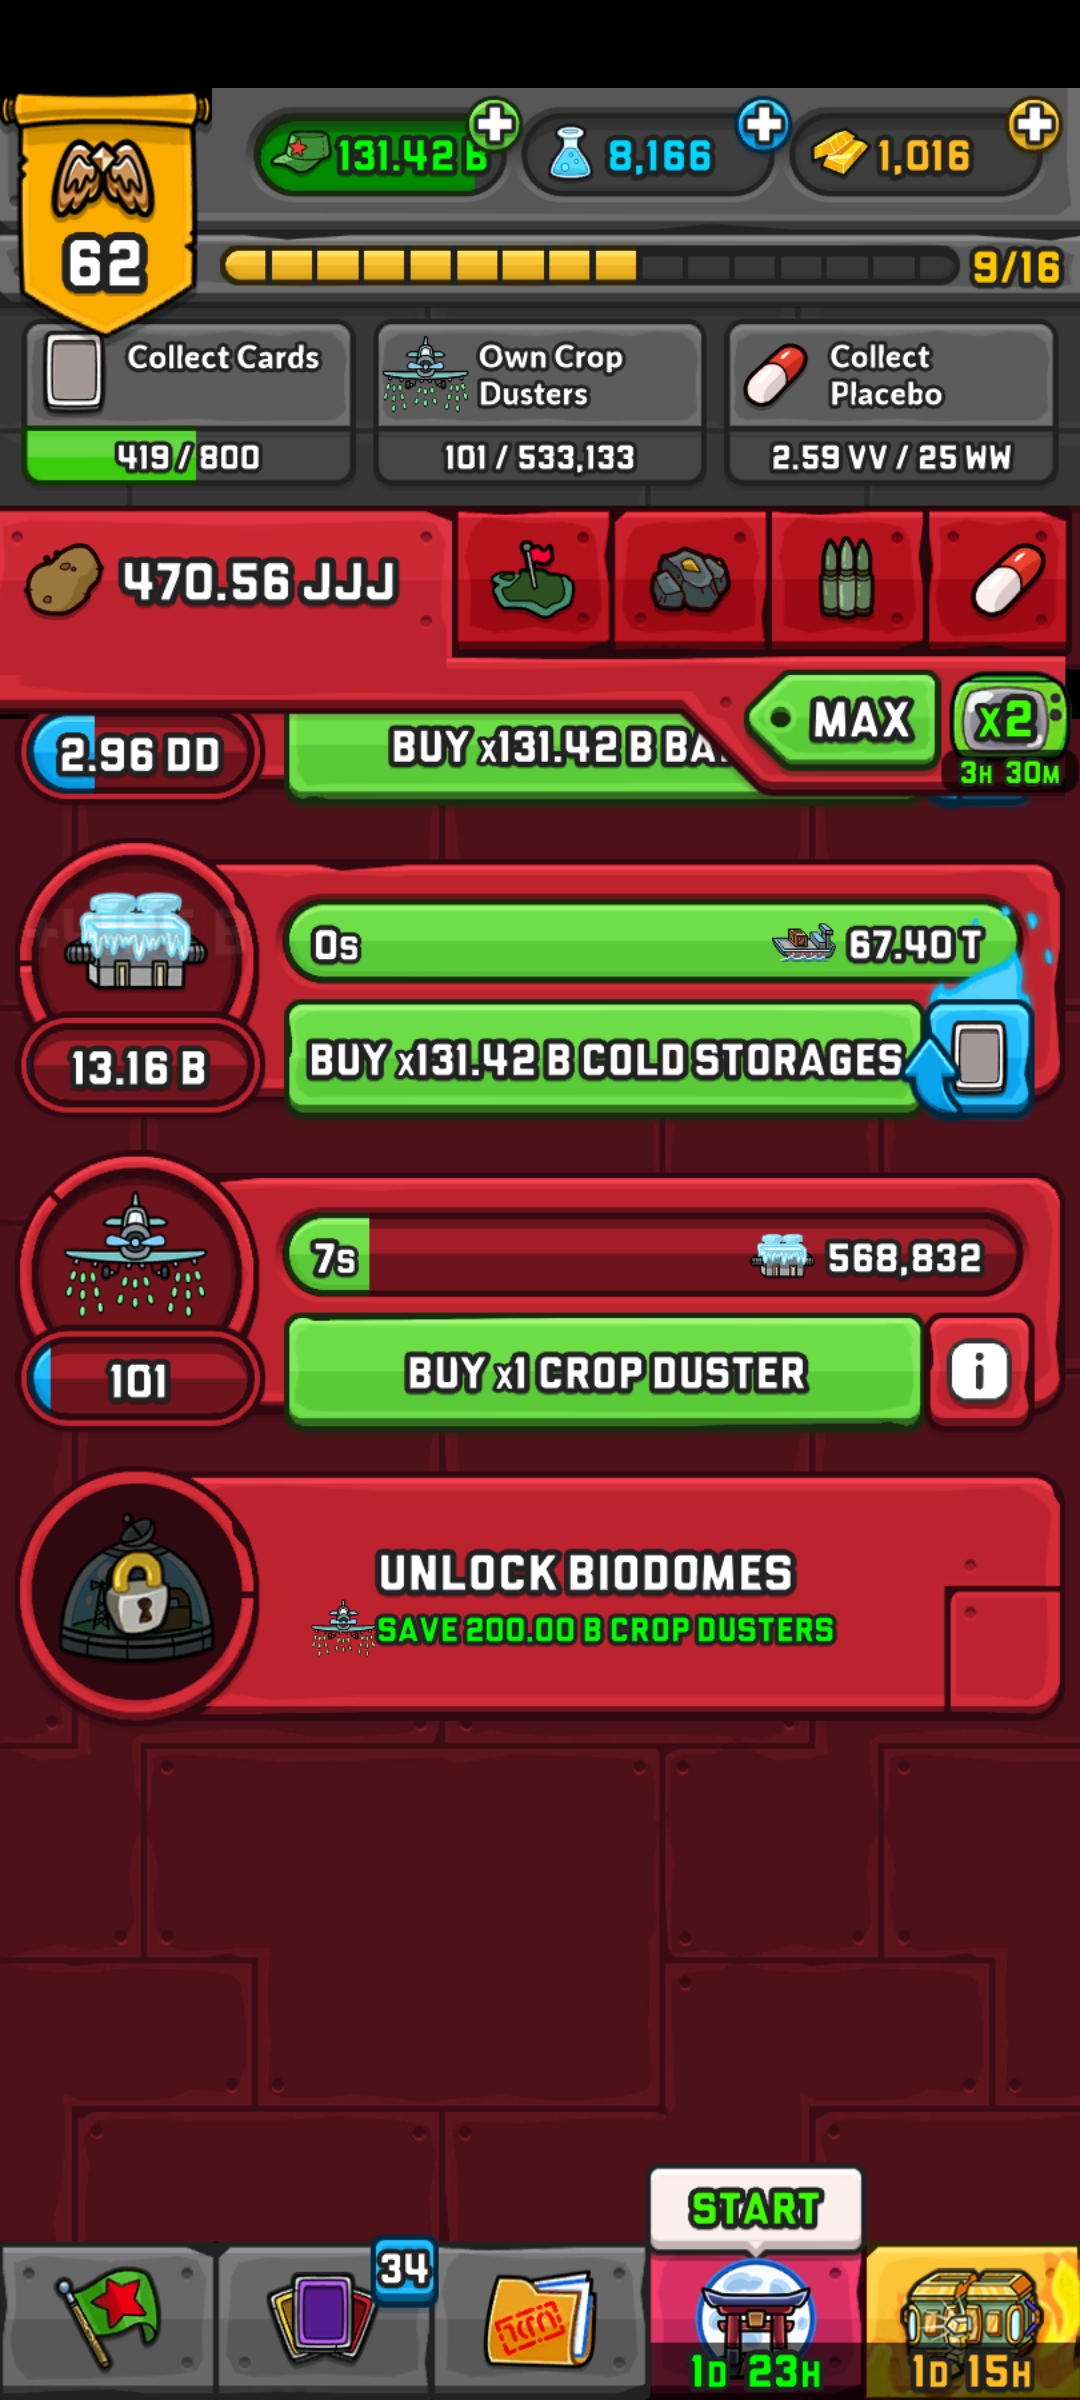 131.42 B
8,166
1,016
62
9/16
Collect Cards
419 / 800
Own Crop
Dusters
101 / 533,133
Collect
Placebo
2.59 VV / 25 WW
470.56 JJJ
MAX
x2
3H 30M
2.96 DD
BUY x131.42 B BA
0s
67.40 T
13.16 B
BUY x131.42 B COLD STORAGES
7s
568,832
101
BUY x1 CROP DUSTER
i
UNLOCK BIODOMES
SAVE 200.00 B CROP DUSTERS
START
34
1D 23H
1D 15H